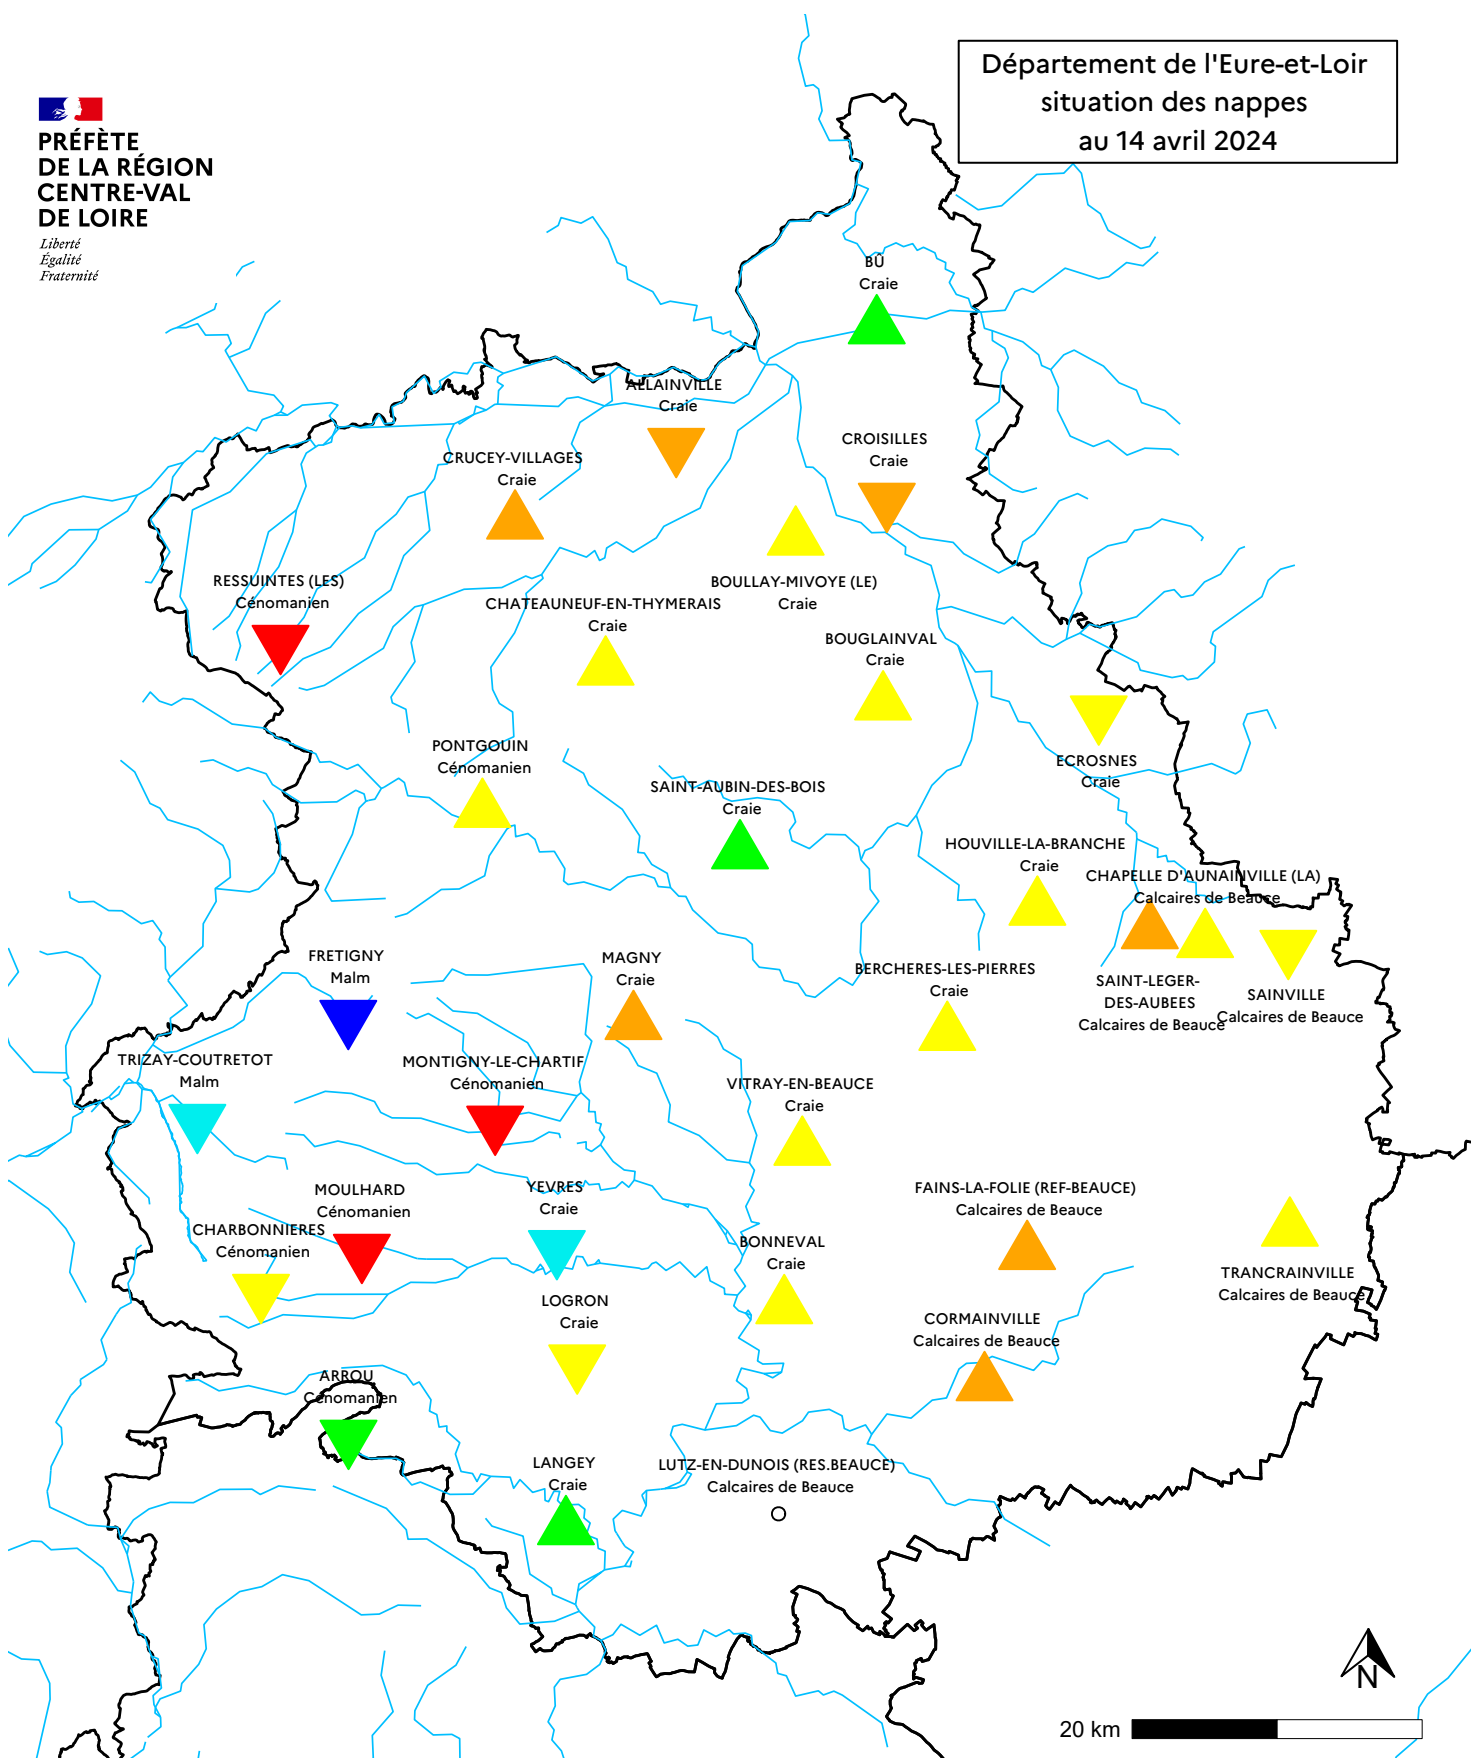 Département de l'Eure-et-Loir
situation des nappes
au 14 avril 2024
PRÉFÈTE
DE LA RÉGION
CENTRE-VAL
DE LOIRE
Liberté
Égalité
Fraternité
BÛ
Craie
ALLAINVILLE
Craie
CROISILLES
Craie
CRUCEY-VILLAGES
Craie
RESSUINTES (LES)
Cénomanien
BOULLAY-MIVOYE (LE)
Craie
CHATEAUNEUF-EN-THYMERAIS
Craie
BOUGLAINVAL
Craie
PONTGOUIN
Cénomanien
ECROSNES
Craie
SAINT-AUBIN-DES-BOIS
Craie
HOUVILLE-LA-BRANCHE
Craie
CHAPELLE D'AUNAINVILLE (LA)
Calcaires de Beauce
FRETIGNY
Malm
MAGNY
Craie
BERCHERES-LES-PIERRES
Craie
SAINT-LEGER-
DES-AUBEES
Calcaires de Beauce
SAINVILLE
Calcaires de Beauce
TRIZAY-COUTRETOT
Malm
MONTIGNY-LE-CHARTIF
Cénomanien
VITRAY-EN-BEAUCE
Craie
MOULHARD
Cénomanien
YEVRES
Craie
FAINS-LA-FOLIE (REF-BEAUCE)
Calcaires de Beauce
CHARBONNIERES
Cénomanien
BONNEVAL
Craie
TRANCRAINVILLE
Calcaires de Beauce
LOGRON
Craie
CORMAINVILLE
Calcaires de Beauce
ARROU
Cénomanien
LANGEY
Craie
LUTZ-EN-DUNOIS (RES.BEAUCE)
Calcaires de Beauce
N
20 km